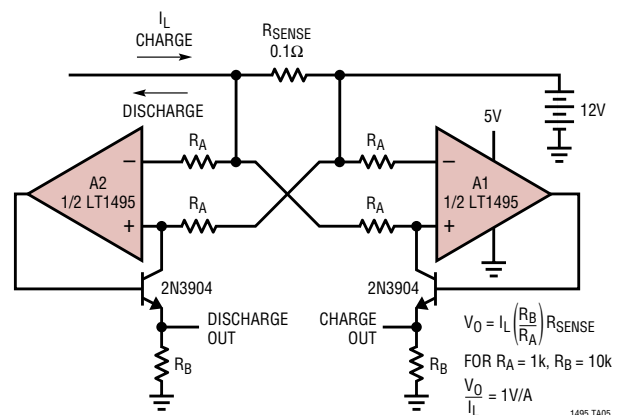 I_L
CHARGE
R_SENSE
0.1Ω
DISCHARGE
12V
5V
R_A
R_A
–
A2
1/2 LT1495
+
R_A
R_A
–
A1
1/2 LT1495
+
2N3904
2N3904
DISCHARGE
OUT
CHARGE
OUT
R_B
R_B
V_O = I_L (R_B/R_A) R_SENSE
FOR R_A = 1k, R_B = 10k
V_O/I_L = 1V/A
1495 TA05